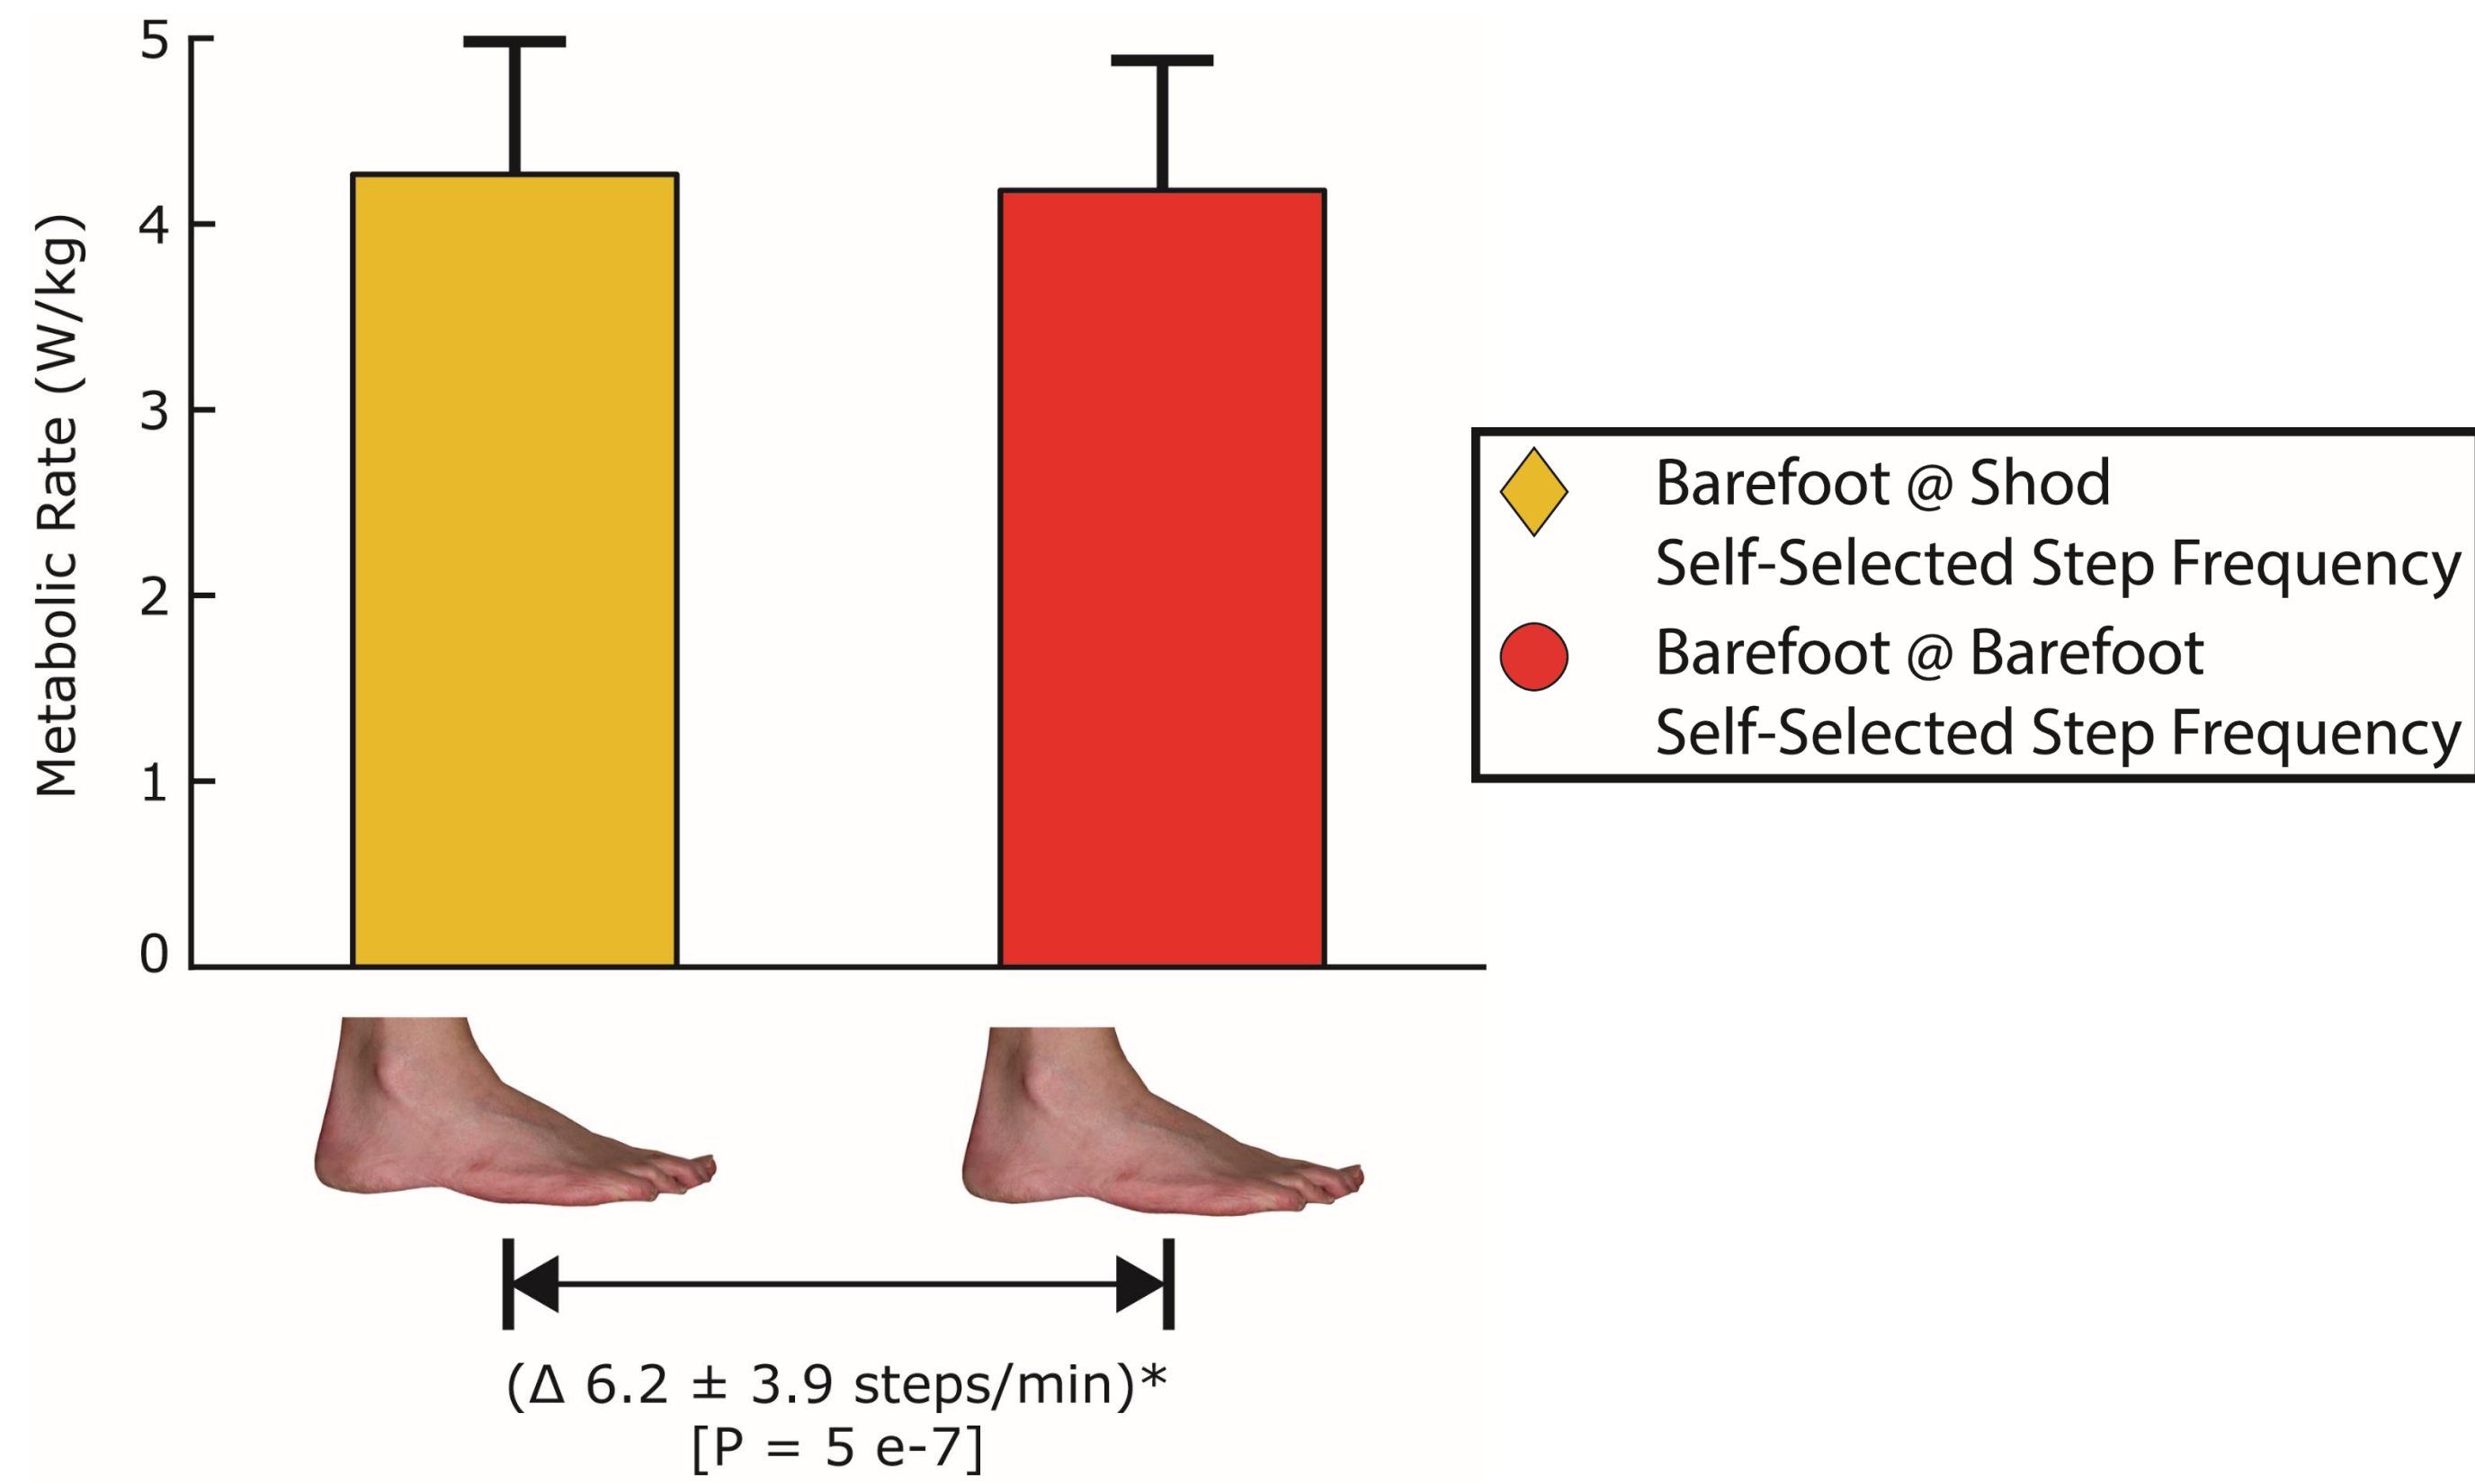 5
4
3
2
1
0
Metabolic Rate (W/kg)
Barefoot @ Shod
Self-Selected Step Frequency
Barefoot @ Barefoot
Self-Selected Step Frequency
(Δ 6.2 ± 3.9 steps/min)*
[P = 5 e-7]